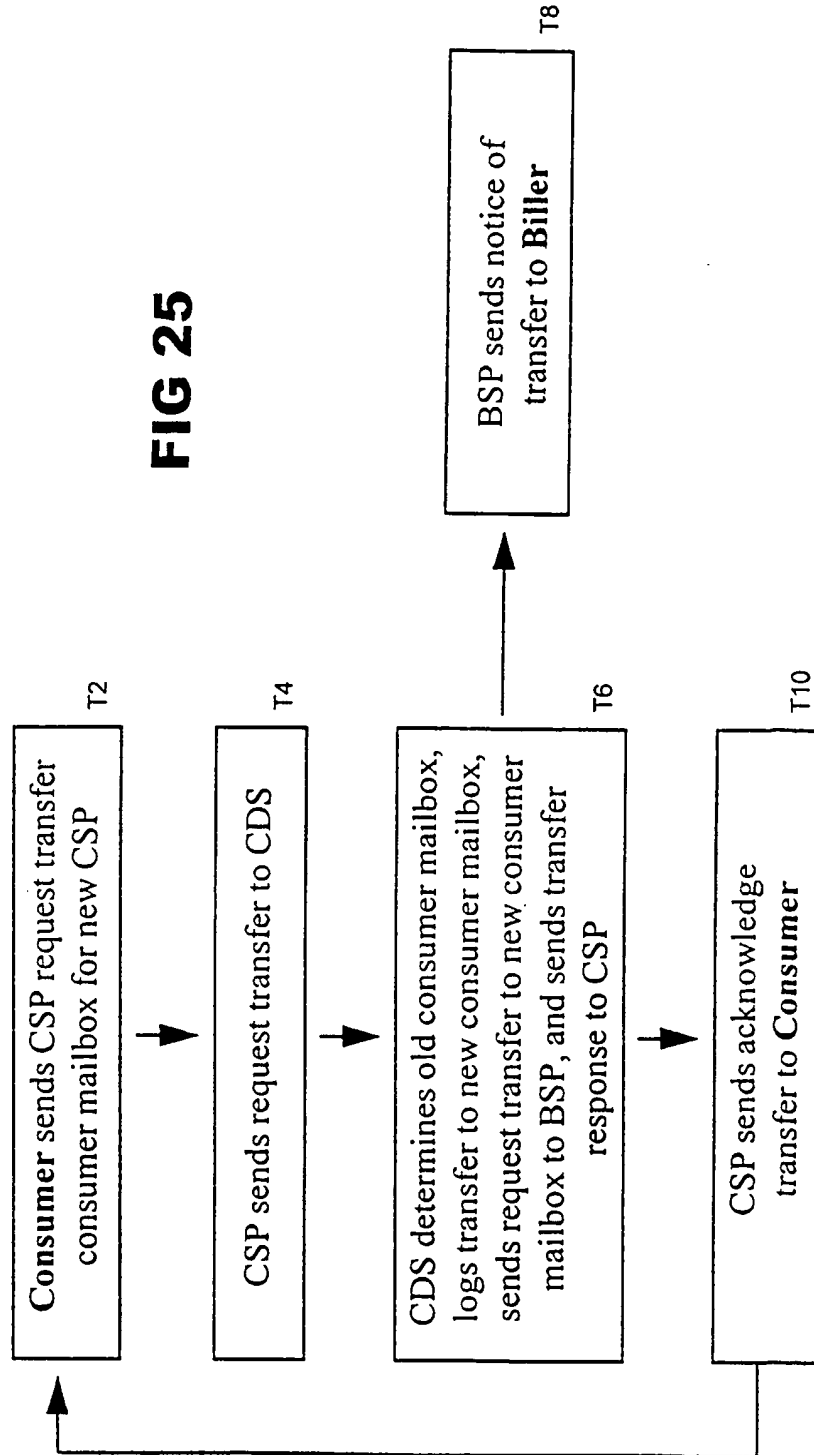 FIG 25
Consumer sends CSP request transfer
consumer mailbox for new CSP
T2
CSP sends request transfer to CDS
T4
CDS determines old consumer mailbox,
logs transfer to new consumer mailbox,
sends request transfer to new consumer
mailbox to BSP, and sends transfer
response to CSP
T6
BSP sends notice of
transfer to Biller
T8
CSP sends acknowledge
transfer to Consumer
T10